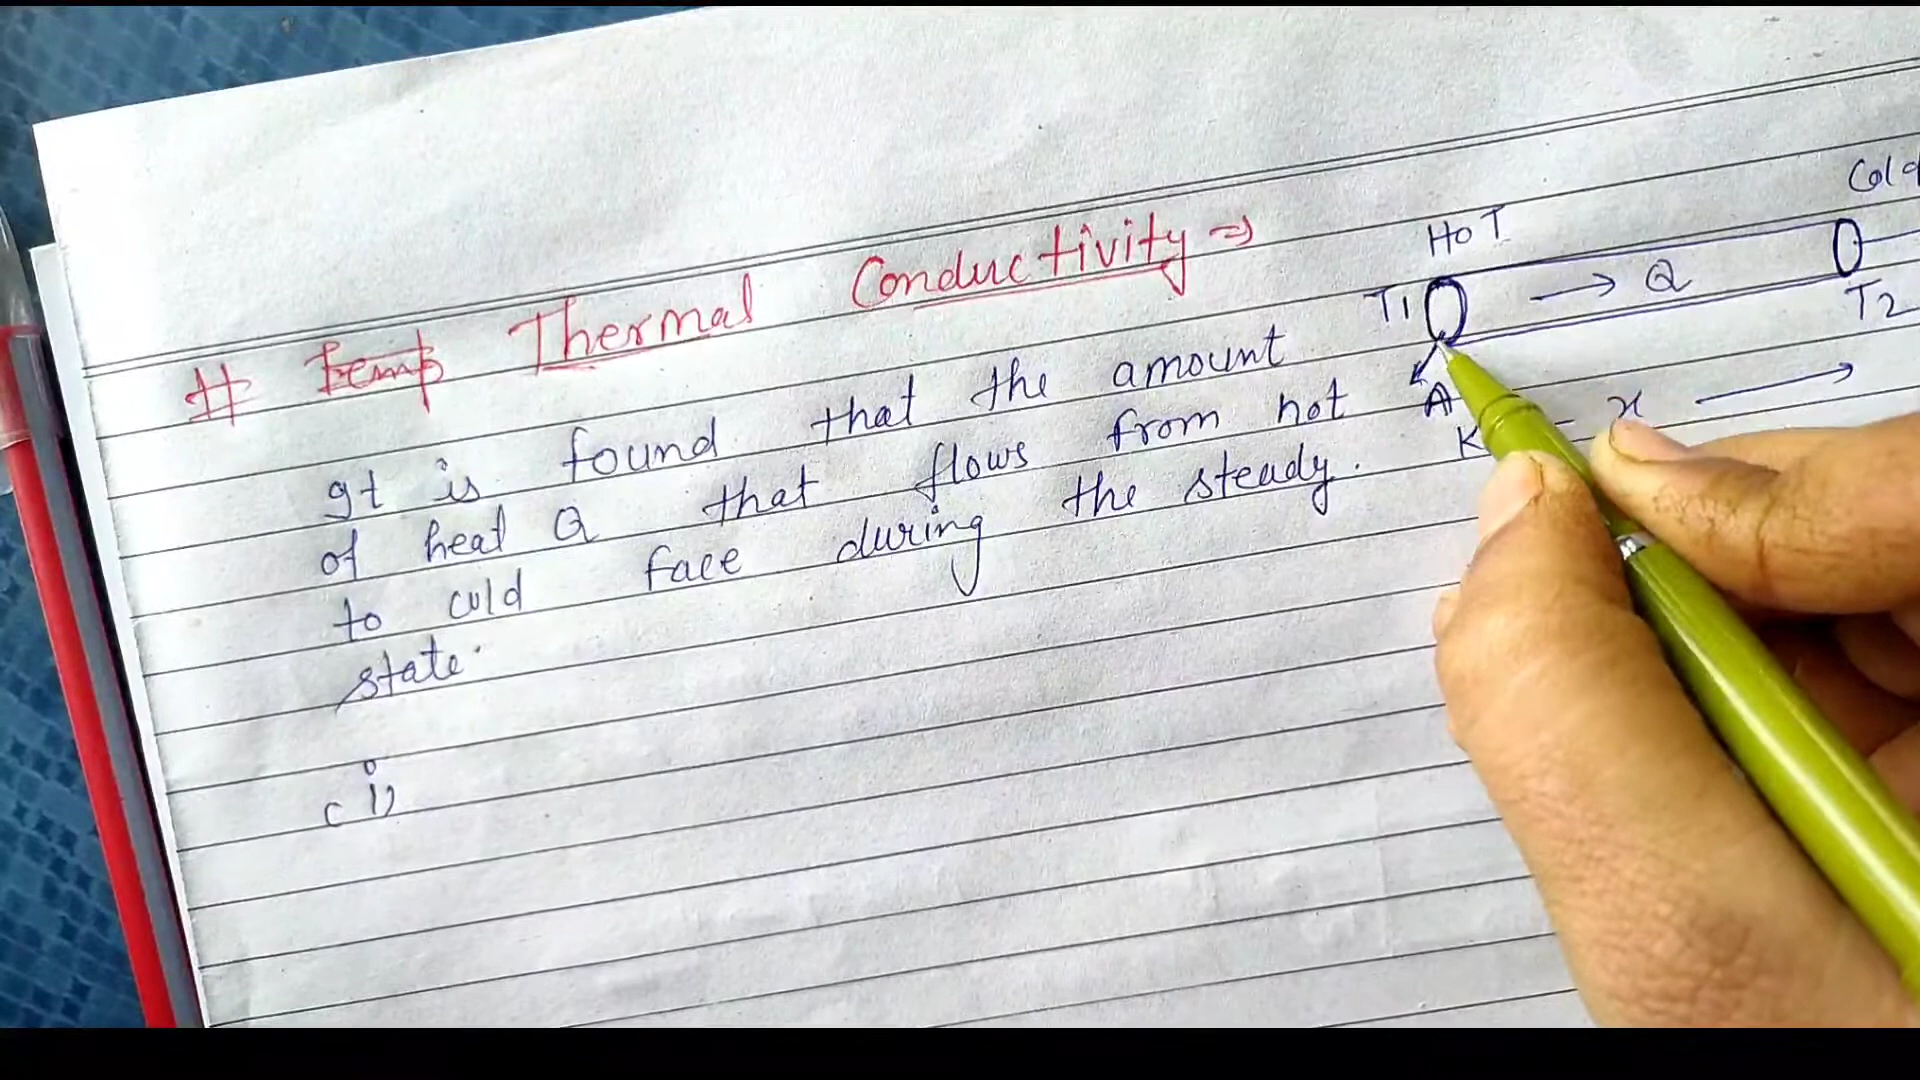 # Temp Thermal Conductivity ⇒
It is found that the amount
of heat Q that flows from hot
to cold face during the steady.
state.
(i)
HOT
Cold
T1
→ Q
T2
A
x →